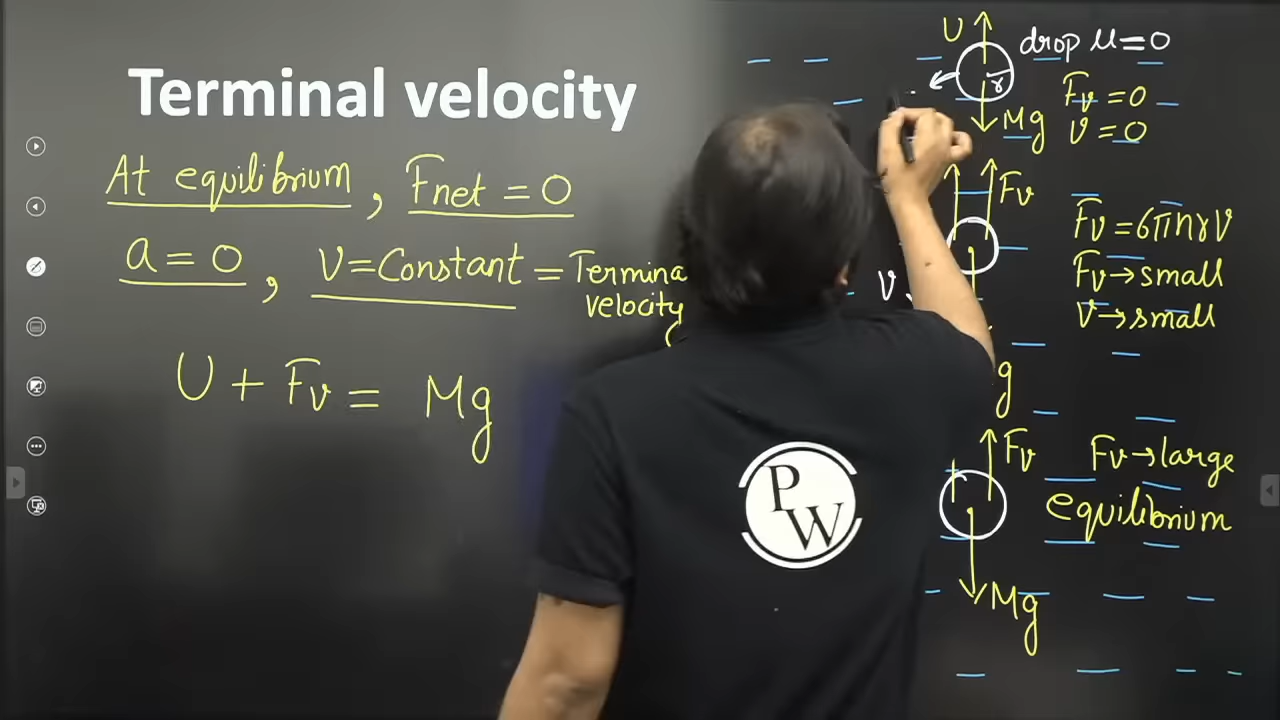 Terminal velocity
At equilibrium, Fnet = 0
a = 0, v = Constant = Termina
velocity
U + Fv = Mg
U
drop u = 0
r
Fv = 0
Mg
v = 0
Fv
Fv = 6πηrV
Fv → small
V → small
V
g
Fv
Fv → large
equilibrium
Mg
P
W